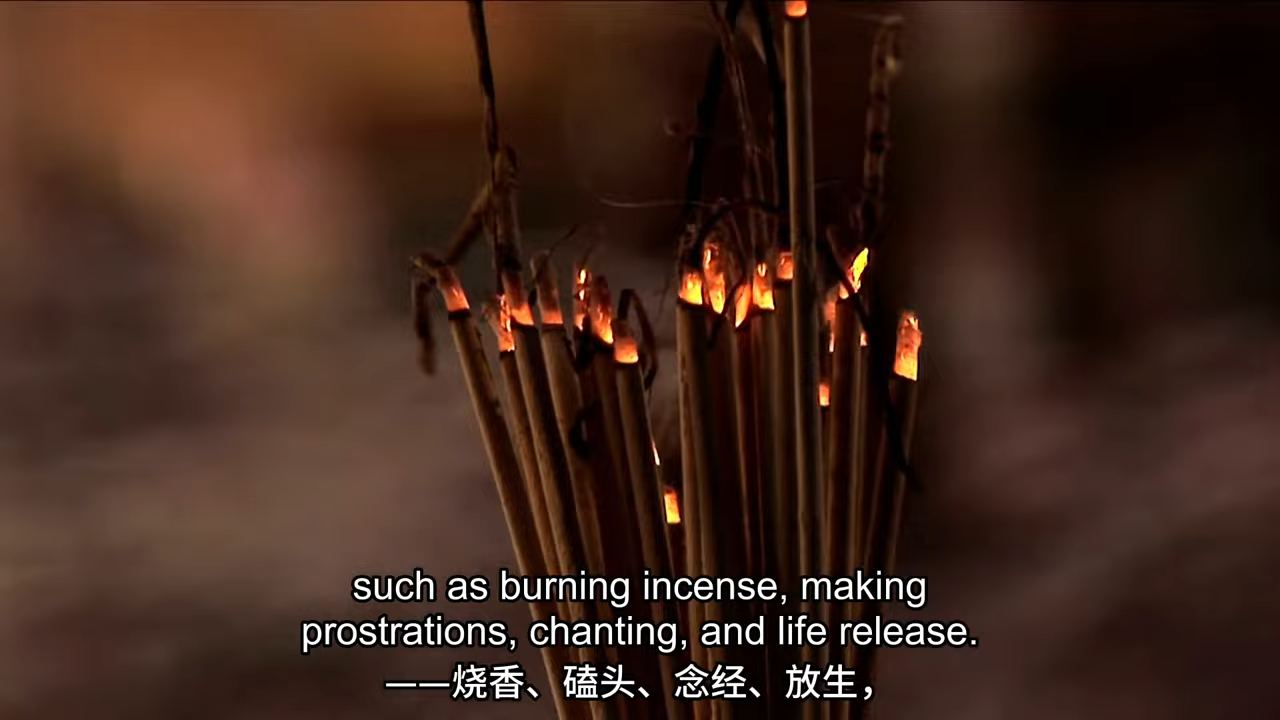 such as burning incense, making
prostrations, chanting, and life release.
——烧香、磕头、念经、放生，